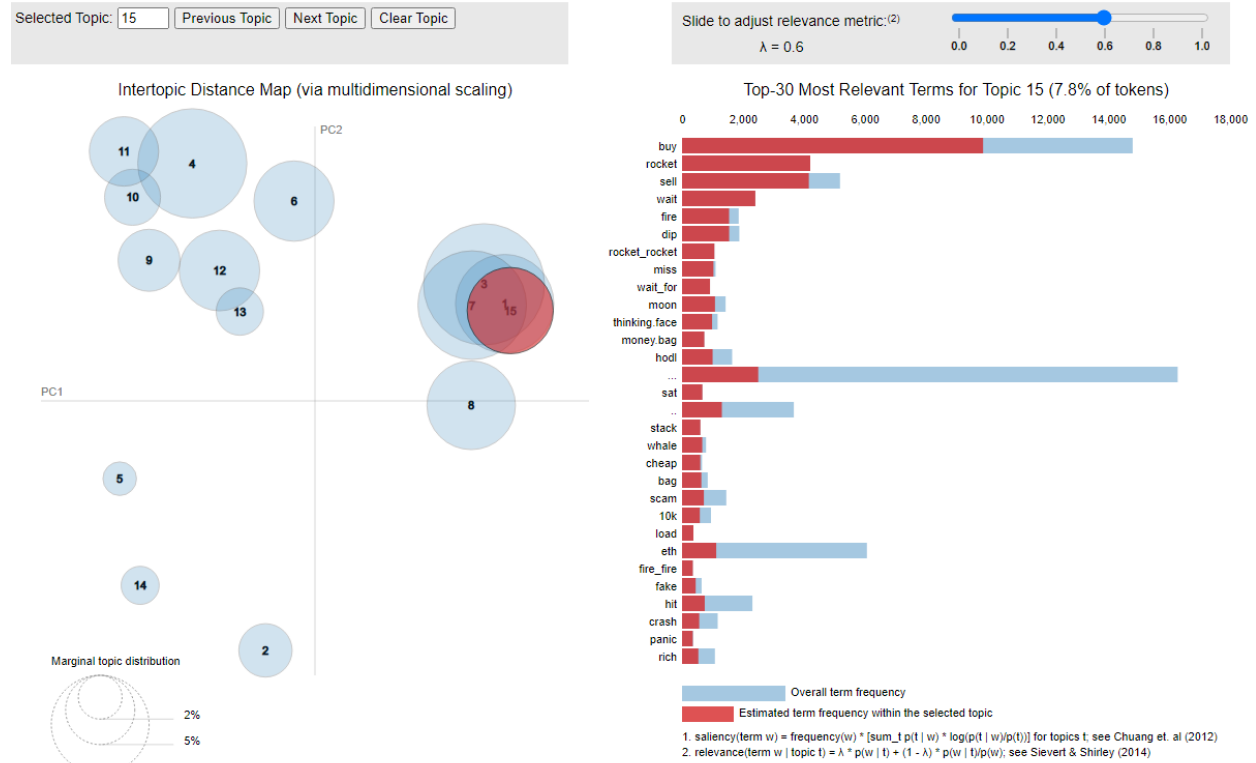 Selected Topic: 15 Previous Topic Next Topic Clear Topic
Slide to adjust relevance metric:(2)
λ = 0.6
0.0 0.2 0.4 0.6 0.8 1.0
Intertopic Distance Map (via multidimensional scaling)
PC2
PC1
11
4
10
6
9
12
13
3
7
1
15
8
5
14
2
Marginal topic distribution
2%
5%
Top-30 Most Relevant Terms for Topic 15 (7.8% of tokens)
0 2,000 4,000 6,000 8,000 10,000 12,000 14,000 16,000 18,000
buy
rocket
sell
wait
fire
dip
rocket_rocket
miss
wait_for
moon
thinking.face
money.bag
hodl
...
sat
..
stack
whale
cheap
bag
scam
10k
load
eth
fire_fire
fake
hit
crash
panic
rich
Overall term frequency
Estimated term frequency within the selected topic
1. saliency(term w) = frequency(w) * [sum_t p(t | w) * log(p(t | w)/p(t))] for topics t; see Chuang et. al (2012)
2. relevance(term w | topic t) = λ * p(w | t) + (1 - λ) * p(w | t)/p(w); see Sievert & Shirley (2014)